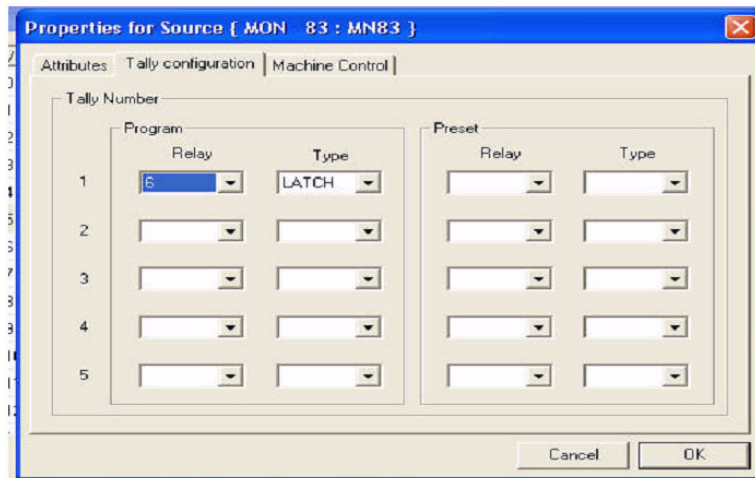 Properties for Source { MON - 83 : MN83 }
Attributes Tally configuration Machine Control
Tally Number
Program Preset
Relay Type Relay Type
1 6 LATCH
2
3
4
5
Cancel OK